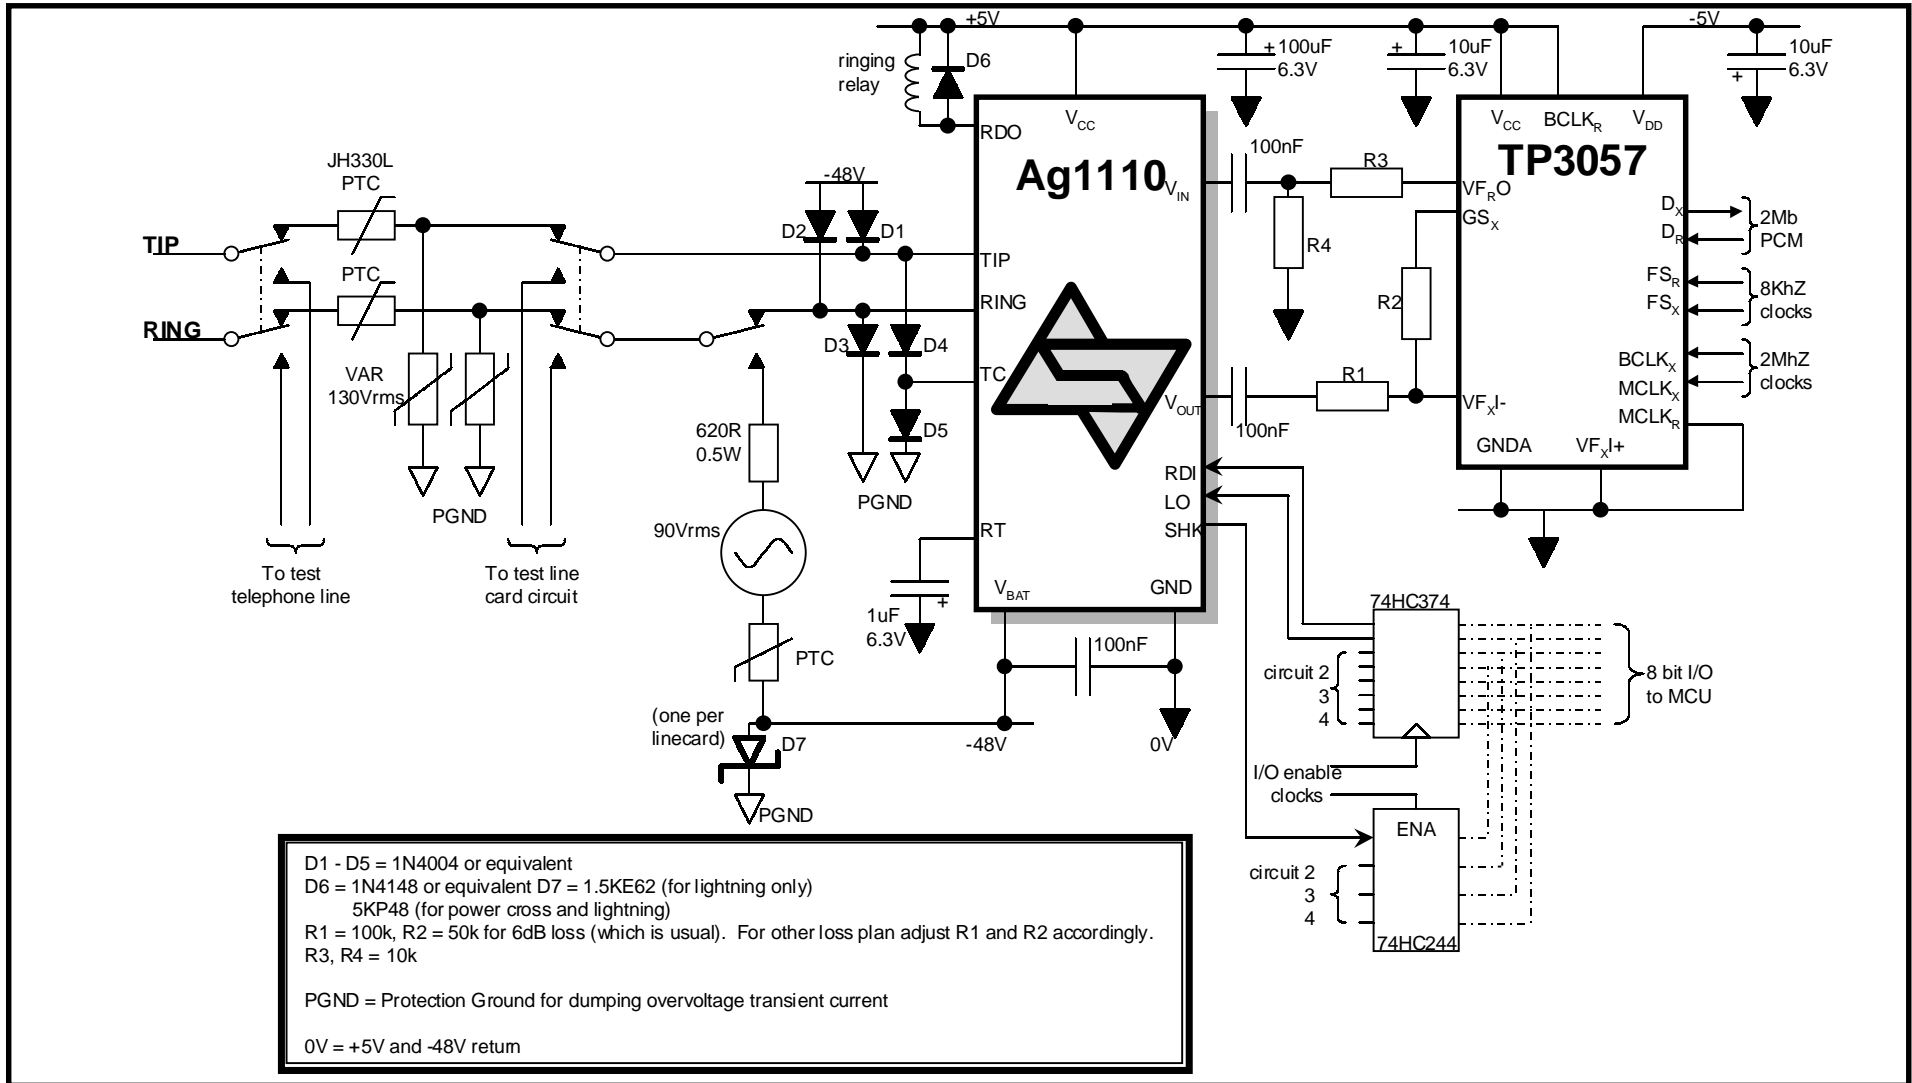 +5V
-5V
ringing
relay
D6
100uF
6.3V
10uF
6.3V
10uF
6.3V
RDO
VCC
Ag1110
VIN
100nF
R3
VCC
BCLKR
VDD
TP3057
VFRO
GSX
DX
DR
2Mb
PCM
JH330L
PTC
-48V
D2
D1
TIP
TIP
R4
FSR
FSX
8KhZ
clocks
PTC
RING
RING
R2
D3
D4
TC
VAR
130Vrms
BCLKX
MCLKX
MCLKR
2MhZ
clocks
VOUT
R1
VFXI-
100nF
620R
0.5W
D5
GNDA
VFXI+
PGND
PGND
RDI
LO
SHK
90Vrms
RT
To test
telephone line
To test line
card circuit
VBAT
GND
1uF
6.3V
100nF
PTC
74HC374
circuit 2
3
4
8 bit I/O
to MCU
(one per
linecard)
D7
-48V
0V
I/O enable
clocks
PGND
ENA
circuit 2
3
4
74HC244
D1 - D5 = 1N4004 or equivalent
D6 = 1N4148 or equivalent D7 = 1.5KE62 (for lightning only)
5KP48 (for power cross and lightning)
R1 = 100k, R2 = 50k for 6dB loss (which is usual). For other loss plan adjust R1 and R2 accordingly.
R3, R4 = 10k
PGND = Protection Ground for dumping overvoltage transient current
0V = +5V and -48V return